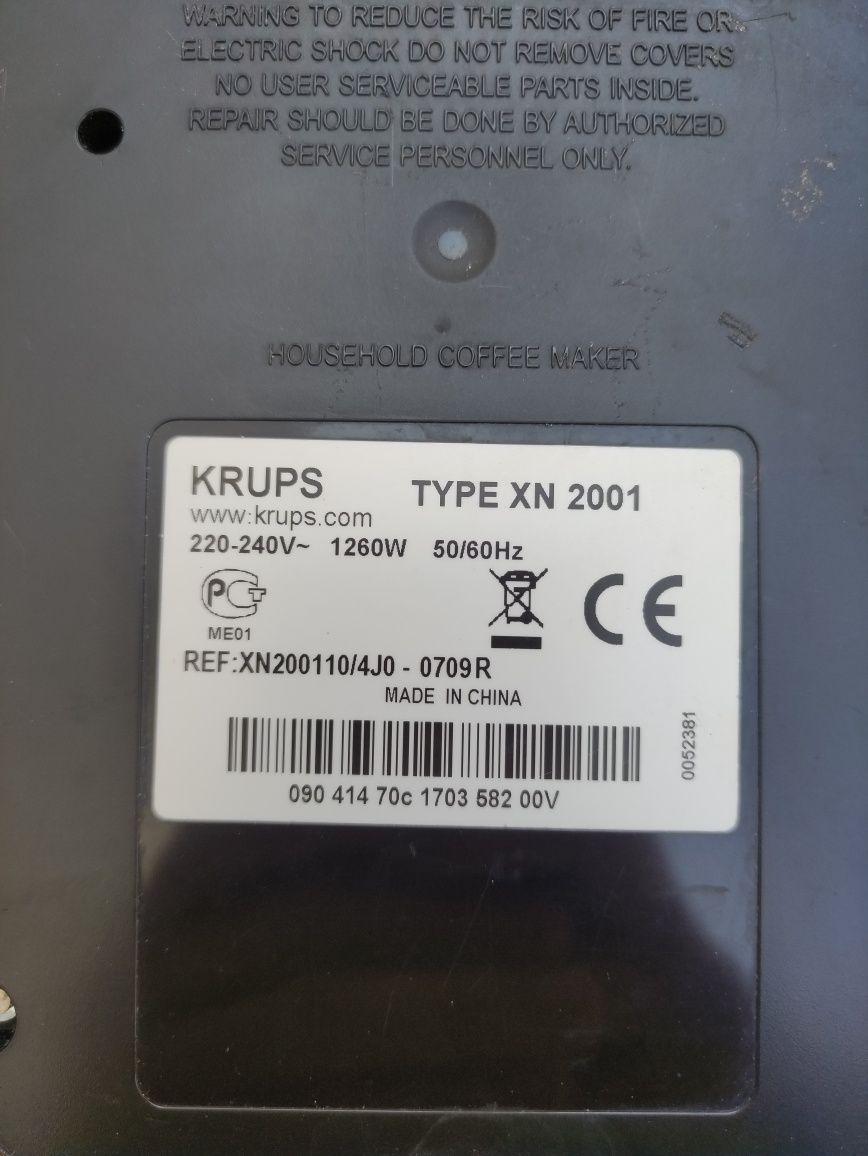 WARNING TO REDUCE THE RISK OF FIRE OR
ELECTRIC SHOCK DO NOT REMOVE COVERS
NO USER SERVICEABLE PARTS INSIDE.
REPAIR SHOULD BE DONE BY AUTHORIZED
SERVICE PERSONNEL ONLY.
HOUSEHOLD COFFEE MAKER
KRUPS TYPE XN 2001
www.krups.com
220-240V~ 1260W 50/60Hz
PCT CE
ME01
REF:XN200110/4J0 - 0709R
MADE IN CHINA
0052381
090 414 70c 1703 582 00V